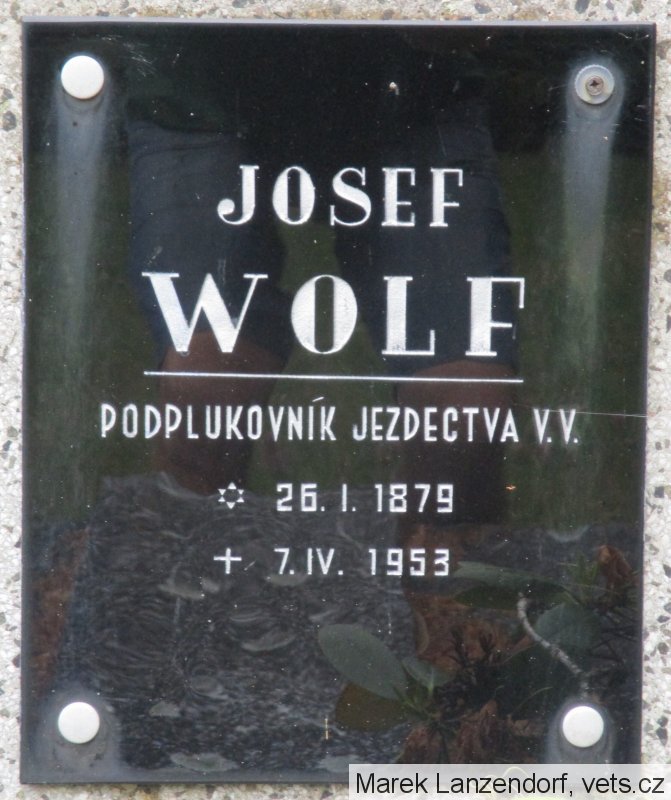 JOSEF
WOLF
PODPLUKOVNÍK JEZDECTVA V.V.
✡ 26. I. 1879
+ 7. IV. 1953
Marek Lanzendorf, vets.cz